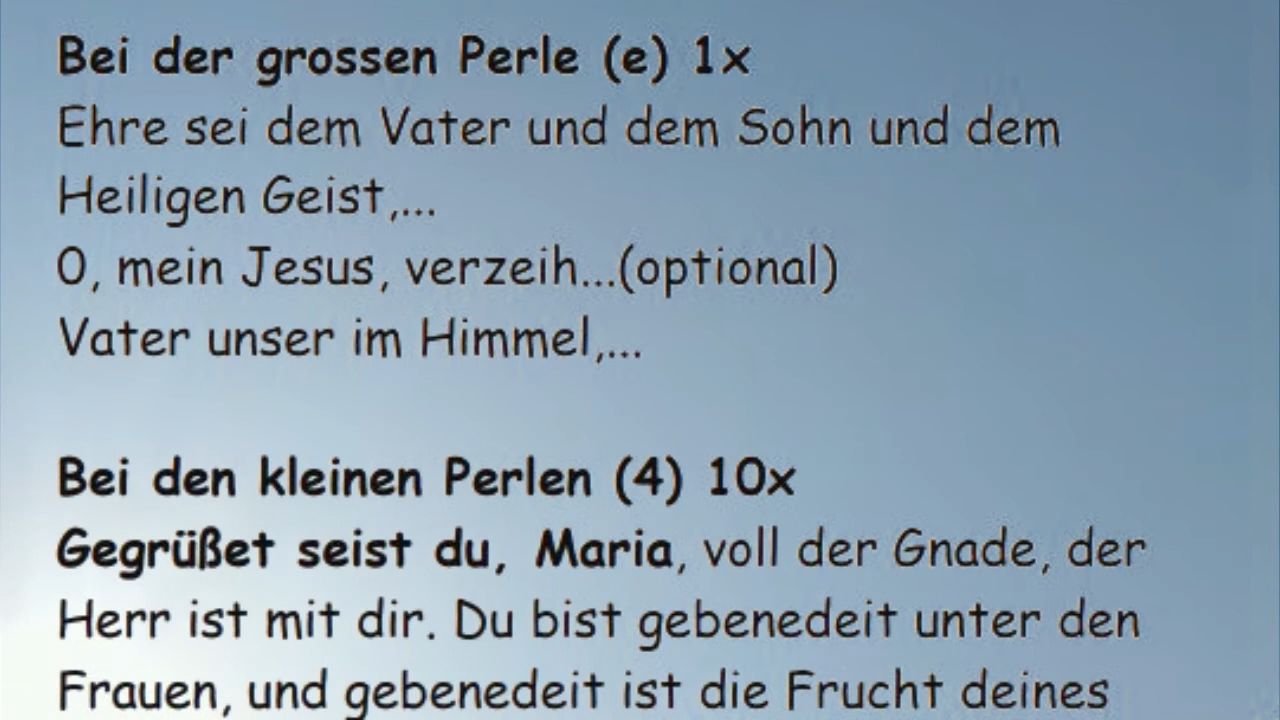 Bei der grossen Perle (e) 1x
Ehre sei dem Vater und dem Sohn und dem
Heiligen Geist,...
O, mein Jesus, verzeih...(optional)
Vater unser im Himmel,...
Bei den kleinen Perlen (4) 10x
Gegrüßet seist du, Maria, voll der Gnade, der
Herr ist mit dir. Du bist gebenedeit unter den
Frauen, und gebenedeit ist die Frucht deines